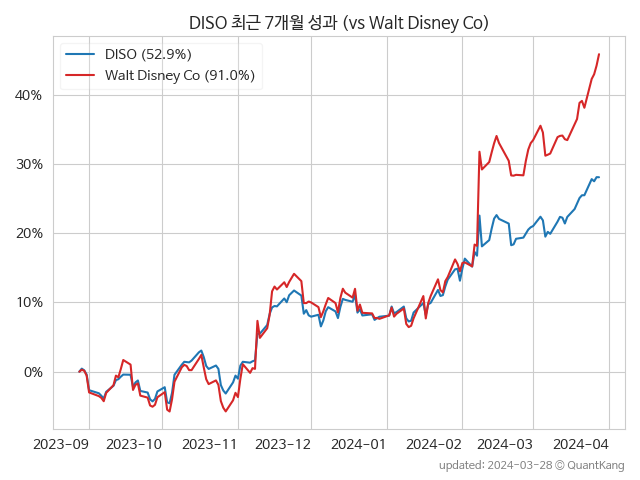 DISO 최근 7개월 성과 (vs Walt Disney Co)
DISO (52.9%)
Walt Disney Co (91.0%)
40%
30%
20%
10%
0%
2023-09 2023-10 2023-11 2023-12 2024-01 2024-02 2024-03 2024-04
updated: 2024-03-28 © QuantKang